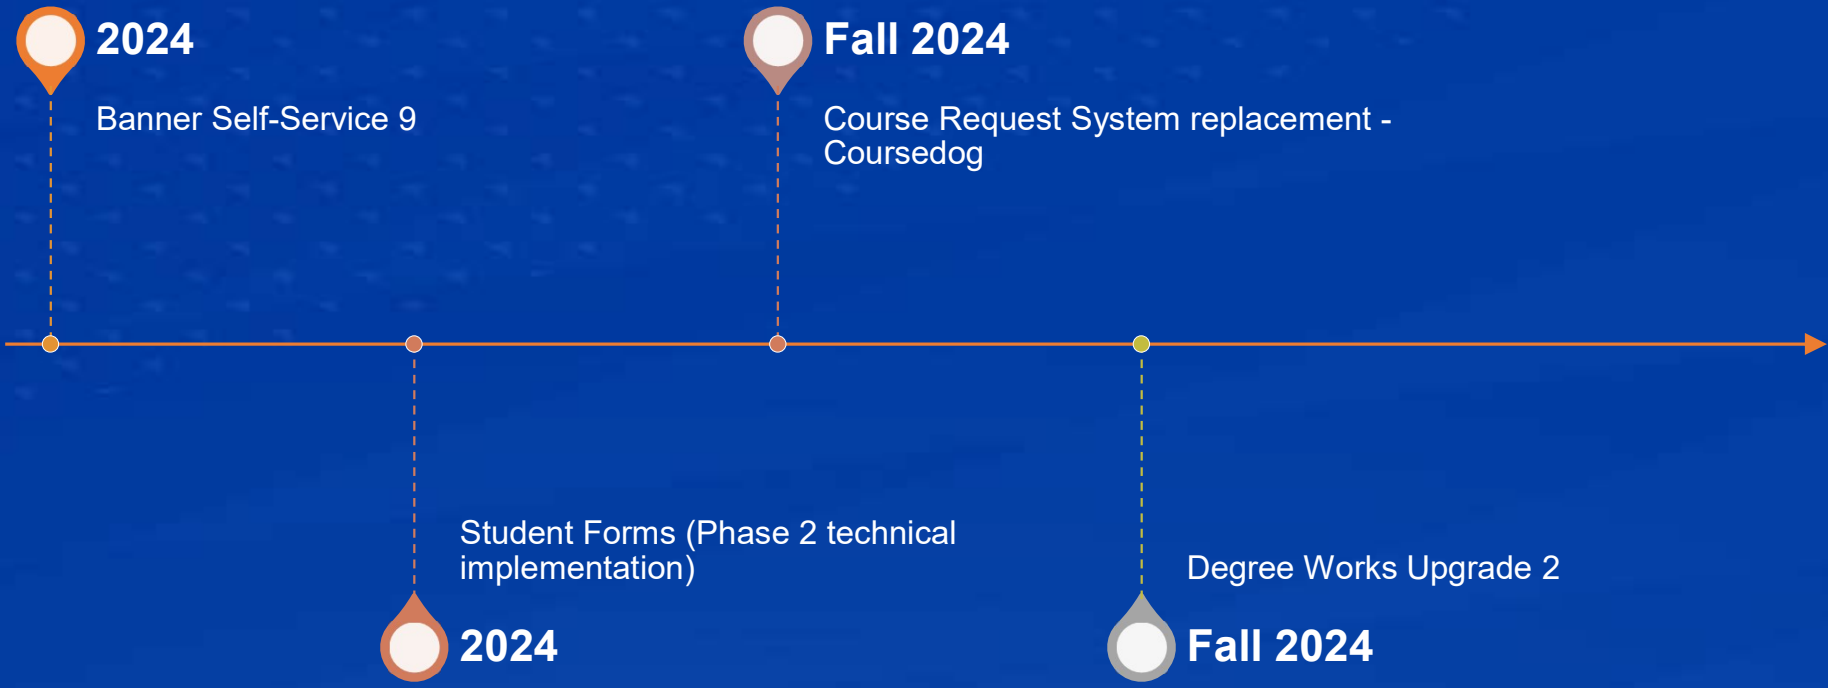 2024
Banner Self-Service 9
Fall 2024
Course Request System replacement -
Coursedog
Student Forms (Phase 2 technical
implementation)
2024
Degree Works Upgrade 2
Fall 2024